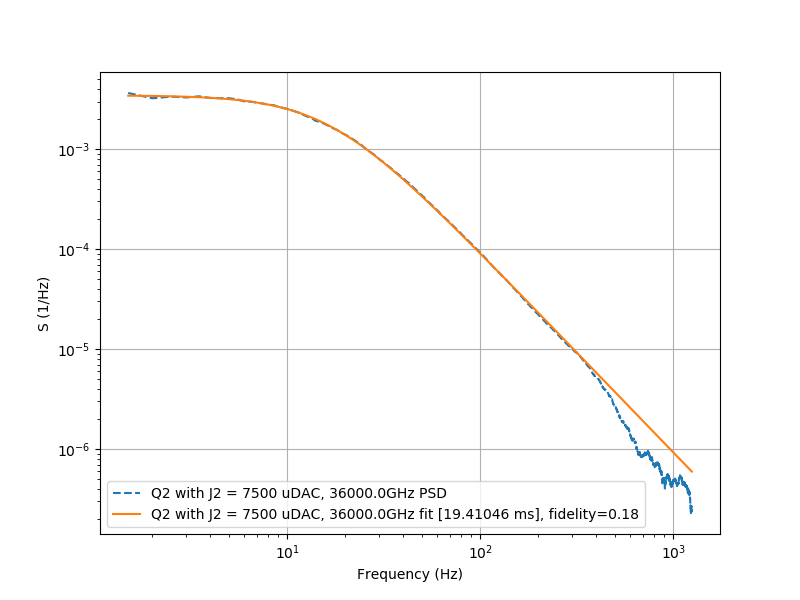 S (1/Hz)
10⁻³
10⁻⁴
10⁻⁵
10⁻⁶
Q2 with J2 = 7500 uDAC, 36000.0GHz PSD
Q2 with J2 = 7500 uDAC, 36000.0GHz fit [19.41046 ms], fidelity=0.18
10¹ 10² 10³
Frequency (Hz)